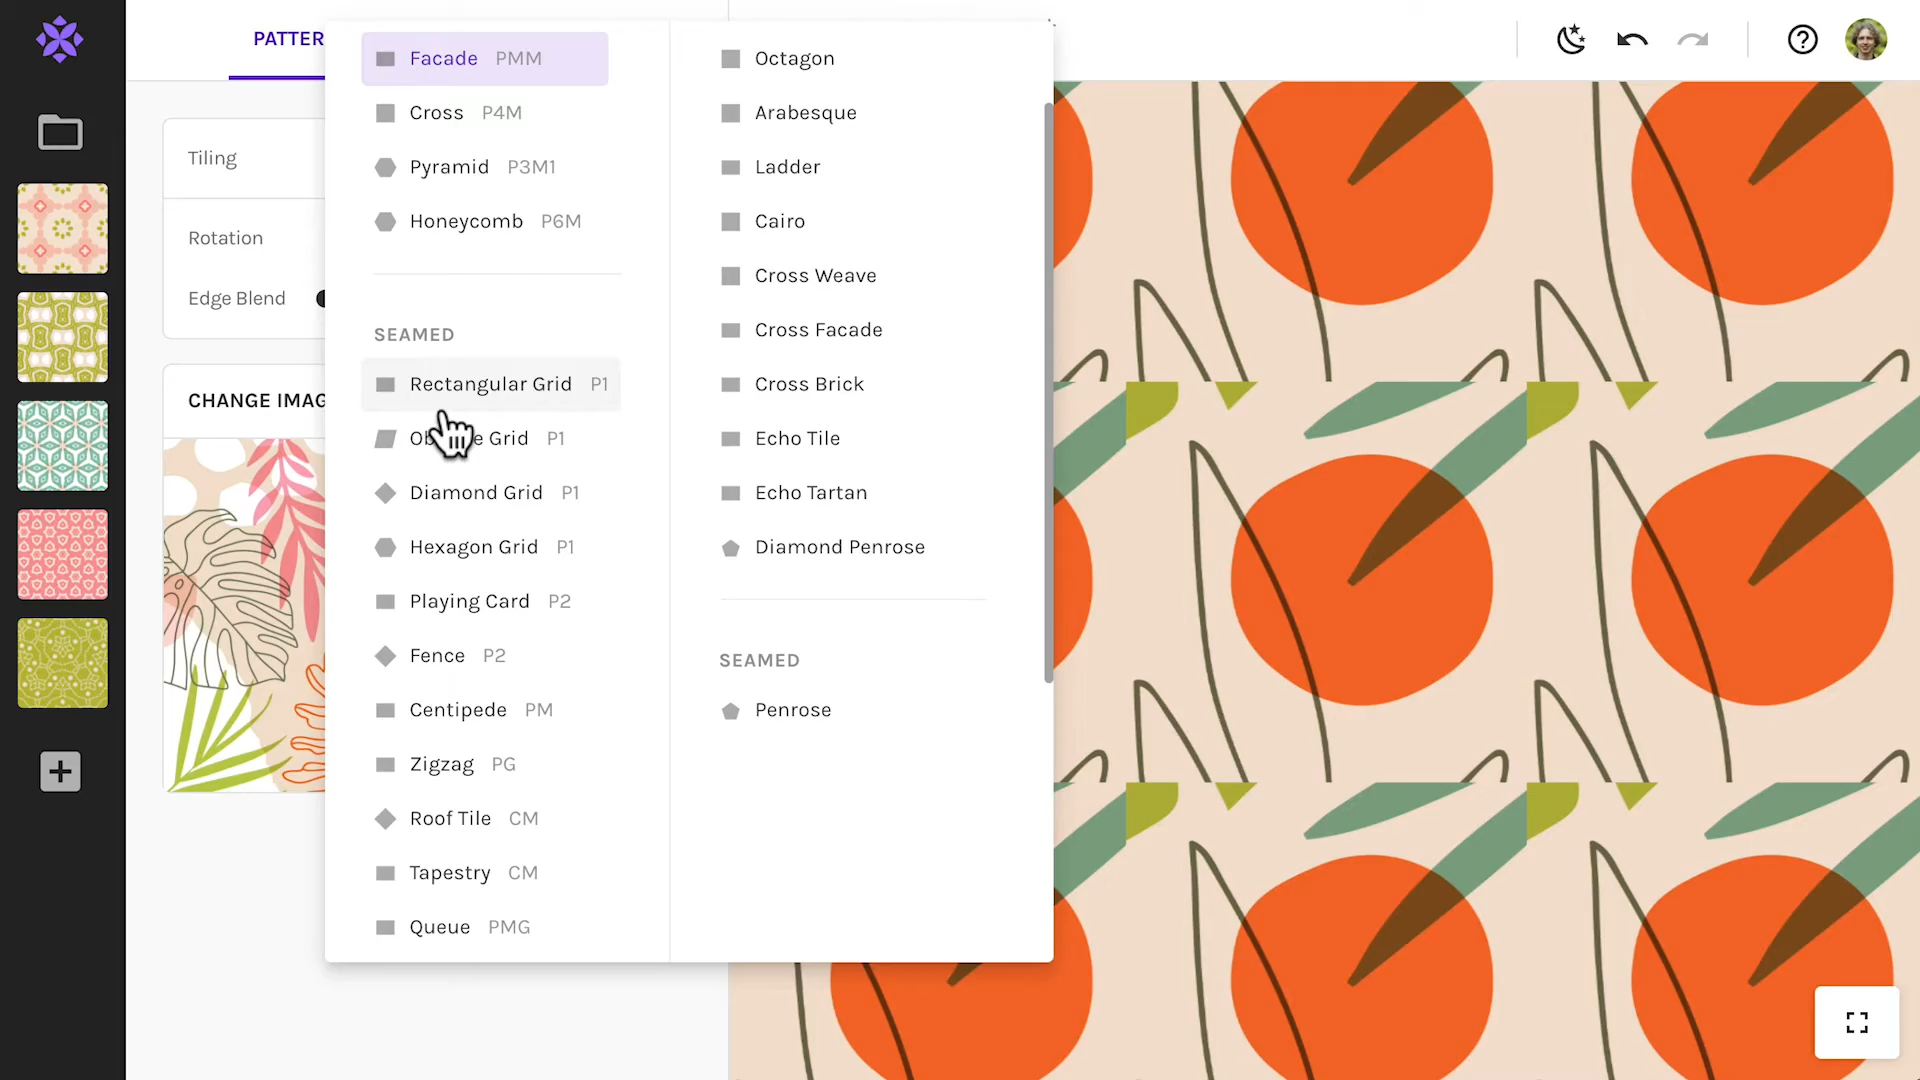 PATTER
Tiling
Rotation
Edge Blend
CHANGE IMAG
Facade PMM
Cross P4M
Pyramid P3M1
Honeycomb P6M
SEAMED
Rectangular Grid P1
Grid P1
Diamond Grid P1
Hexagon Grid P1
Playing Card P2
Fence P2
Centipede PM
Zigzag PG
Roof Tile CM
Tapestry CM
Queue PMG
Octagon
Arabesque
Ladder
Cairo
Cross Weave
Cross Facade
Cross Brick
Echo Tile
Echo Tartan
Diamond Penrose
SEAMED
Penrose